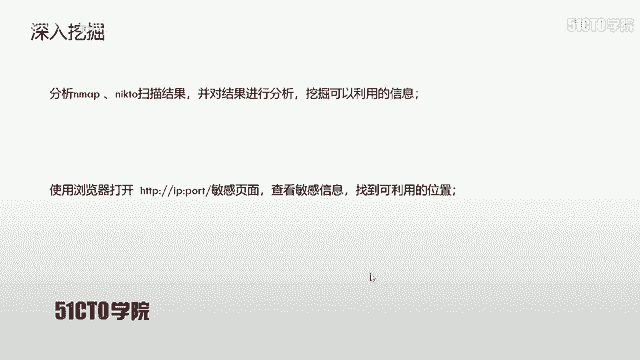 深入挖掘
51CTO学院
分析nmap 、nikto扫描结果，并对结果进行分析，挖掘可以利用的信息；
使用浏览器打开 http://ip:port/敏感页面，查看敏感信息，找到可利用的位置；
51CTO学院